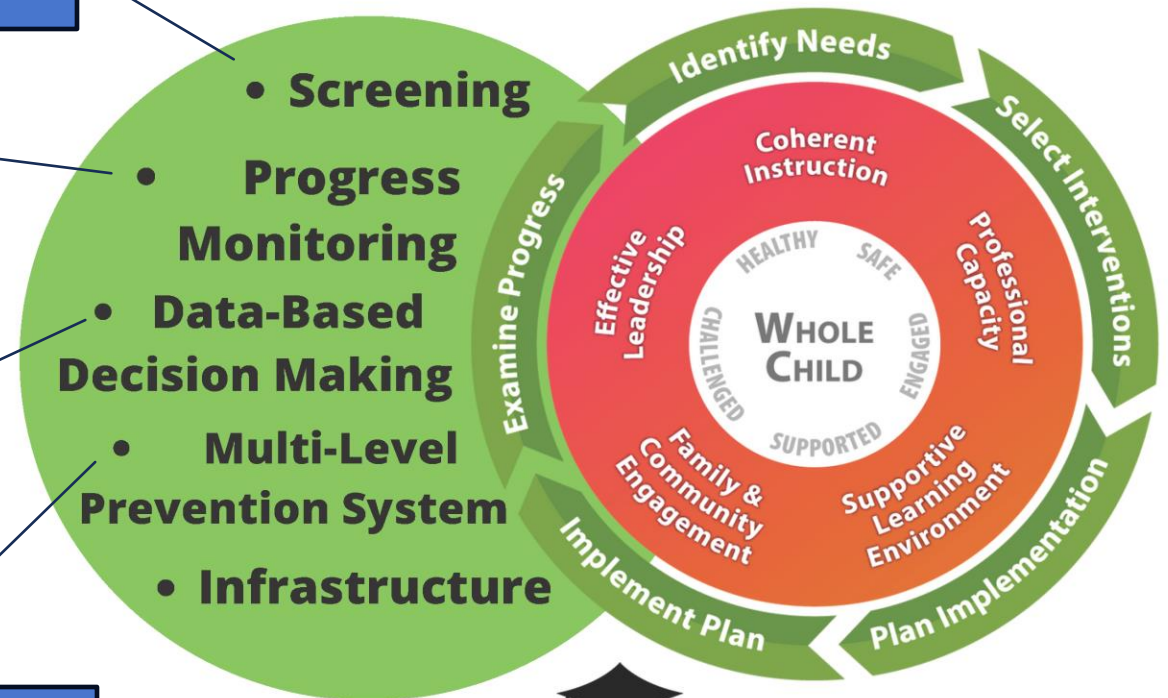 • Screening
• Progress
Monitoring
• Data-Based
Decision Making
• Multi-Level
Prevention System
• Infrastructure
Identify Needs
Select Interventions
Plan Implementation
Implement Plan
Examine Progress
Coherent
Instruction
Professional
Capacity
Supportive
Learning
Environment
Family &
Community
Engagement
Effective
Leadership
HEALTHY
SAFE
ENGAGED
SUPPORTED
CHALLENGED
WHOLE
CHILD